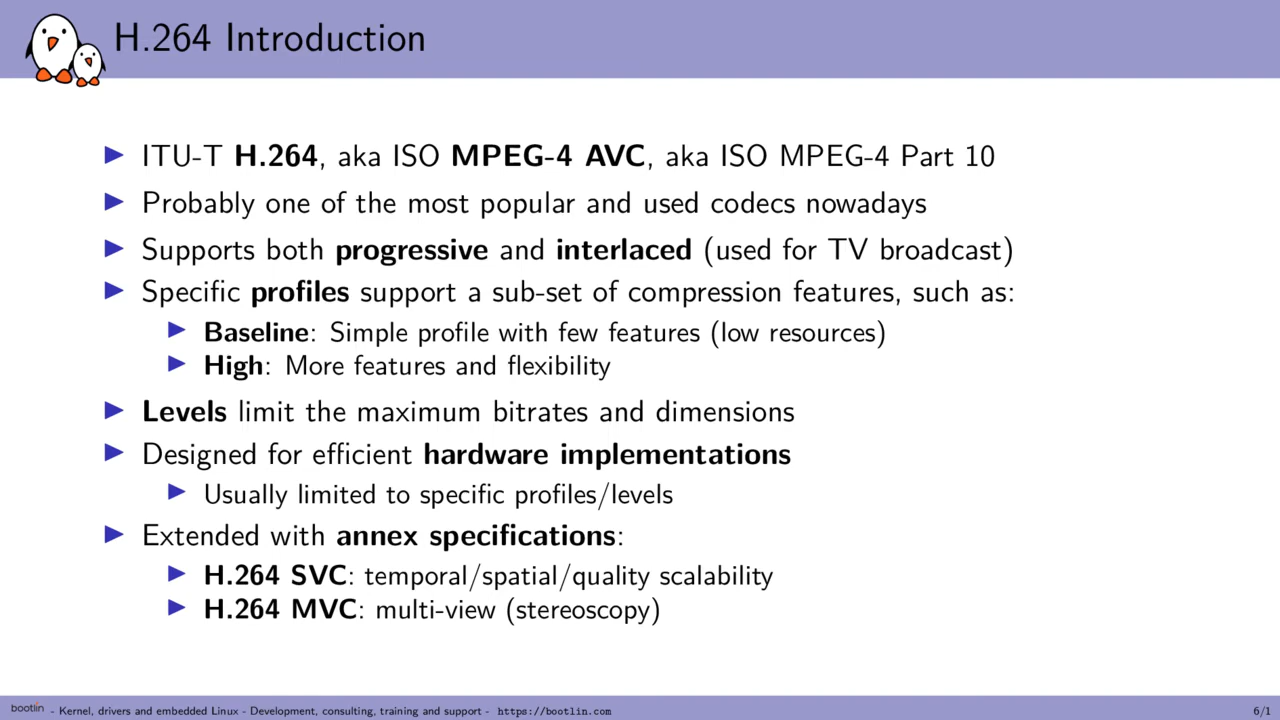 H.264 Introduction
ITU-T H.264, aka ISO MPEG-4 AVC, aka ISO MPEG-4 Part 10
Probably one of the most popular and used codecs nowadays
Supports both progressive and interlaced (used for TV broadcast)
Specific profiles support a sub-set of compression features, such as:
Baseline: Simple profile with few features (low resources)
High: More features and flexibility
Levels limit the maximum bitrates and dimensions
Designed for efficient hardware implementations
Usually limited to specific profiles/levels
Extended with annex specifications:
H.264 SVC: temporal/spatial/quality scalability
H.264 MVC: multi-view (stereoscopy)
bootlin - Kernel, drivers and embedded Linux - Development, consulting, training and support - https://bootlin.com 6/1